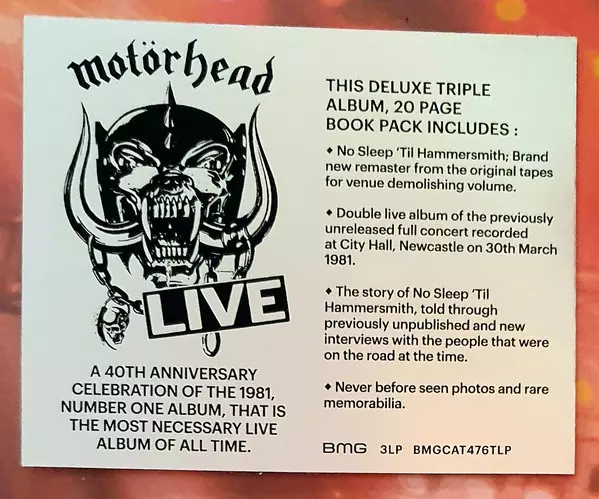 motörhead
LIVE
A 40TH ANNIVERSARY
CELEBRATION OF THE 1981,
NUMBER ONE ALBUM, THAT IS
THE MOST NECESSARY LIVE
ALBUM OF ALL TIME.
THIS DELUXE TRIPLE
ALBUM, 20 PAGE
BOOK PACK INCLUDES :
♦ No Sleep ‘Til Hammersmith; Brand
new remaster from the original tapes
for venue demolishing volume.
♦ Double live album of the previously
unreleased full concert recorded
at City Hall, Newcastle on 30th March
1981.
♦ The story of No Sleep ‘Til
Hammersmith, told through
previously unpublished and new
interviews with the people that were
on the road at the time.
♦ Never before seen photos and rare
memorabilia.
BMG 3LP BMGCAT476TLP